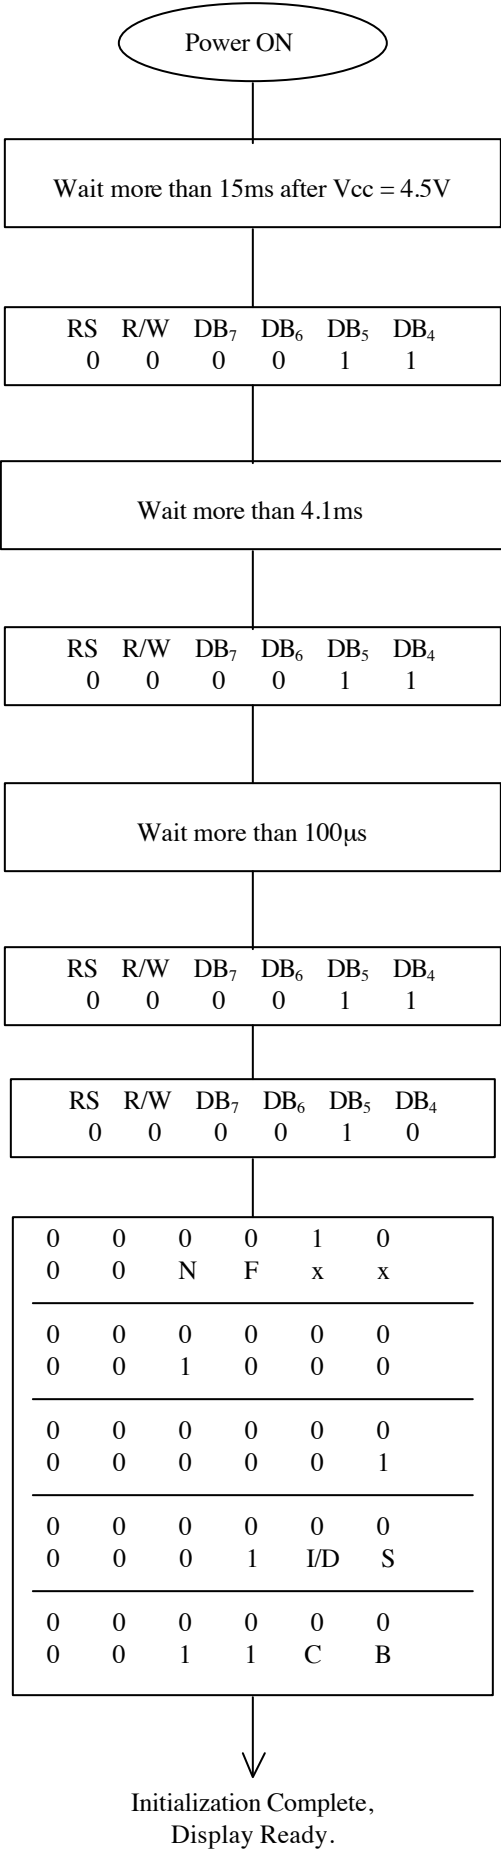 Power ON
Wait more than 15ms after Vcc = 4.5V
RS R/W DB₇ DB₆ DB₅ DB₄
0 0 0 0 1 1
Wait more than 4.1ms
RS R/W DB₇ DB₆ DB₅ DB₄
0 0 0 0 1 1
Wait more than 100µs
RS R/W DB₇ DB₆ DB₅ DB₄
0 0 0 0 1 1
RS R/W DB₇ DB₆ DB₅ DB₄
0 0 0 0 1 0
0 0 0 0 1 0
0 0 N F x x
0 0 0 0 0 0
0 0 1 0 0 0
0 0 0 0 0 0
0 0 0 0 0 1
0 0 0 0 0 0
0 0 0 1 I/D S
0 0 0 0 0 0
0 0 1 1 C B
Initialization Complete,
Display Ready.